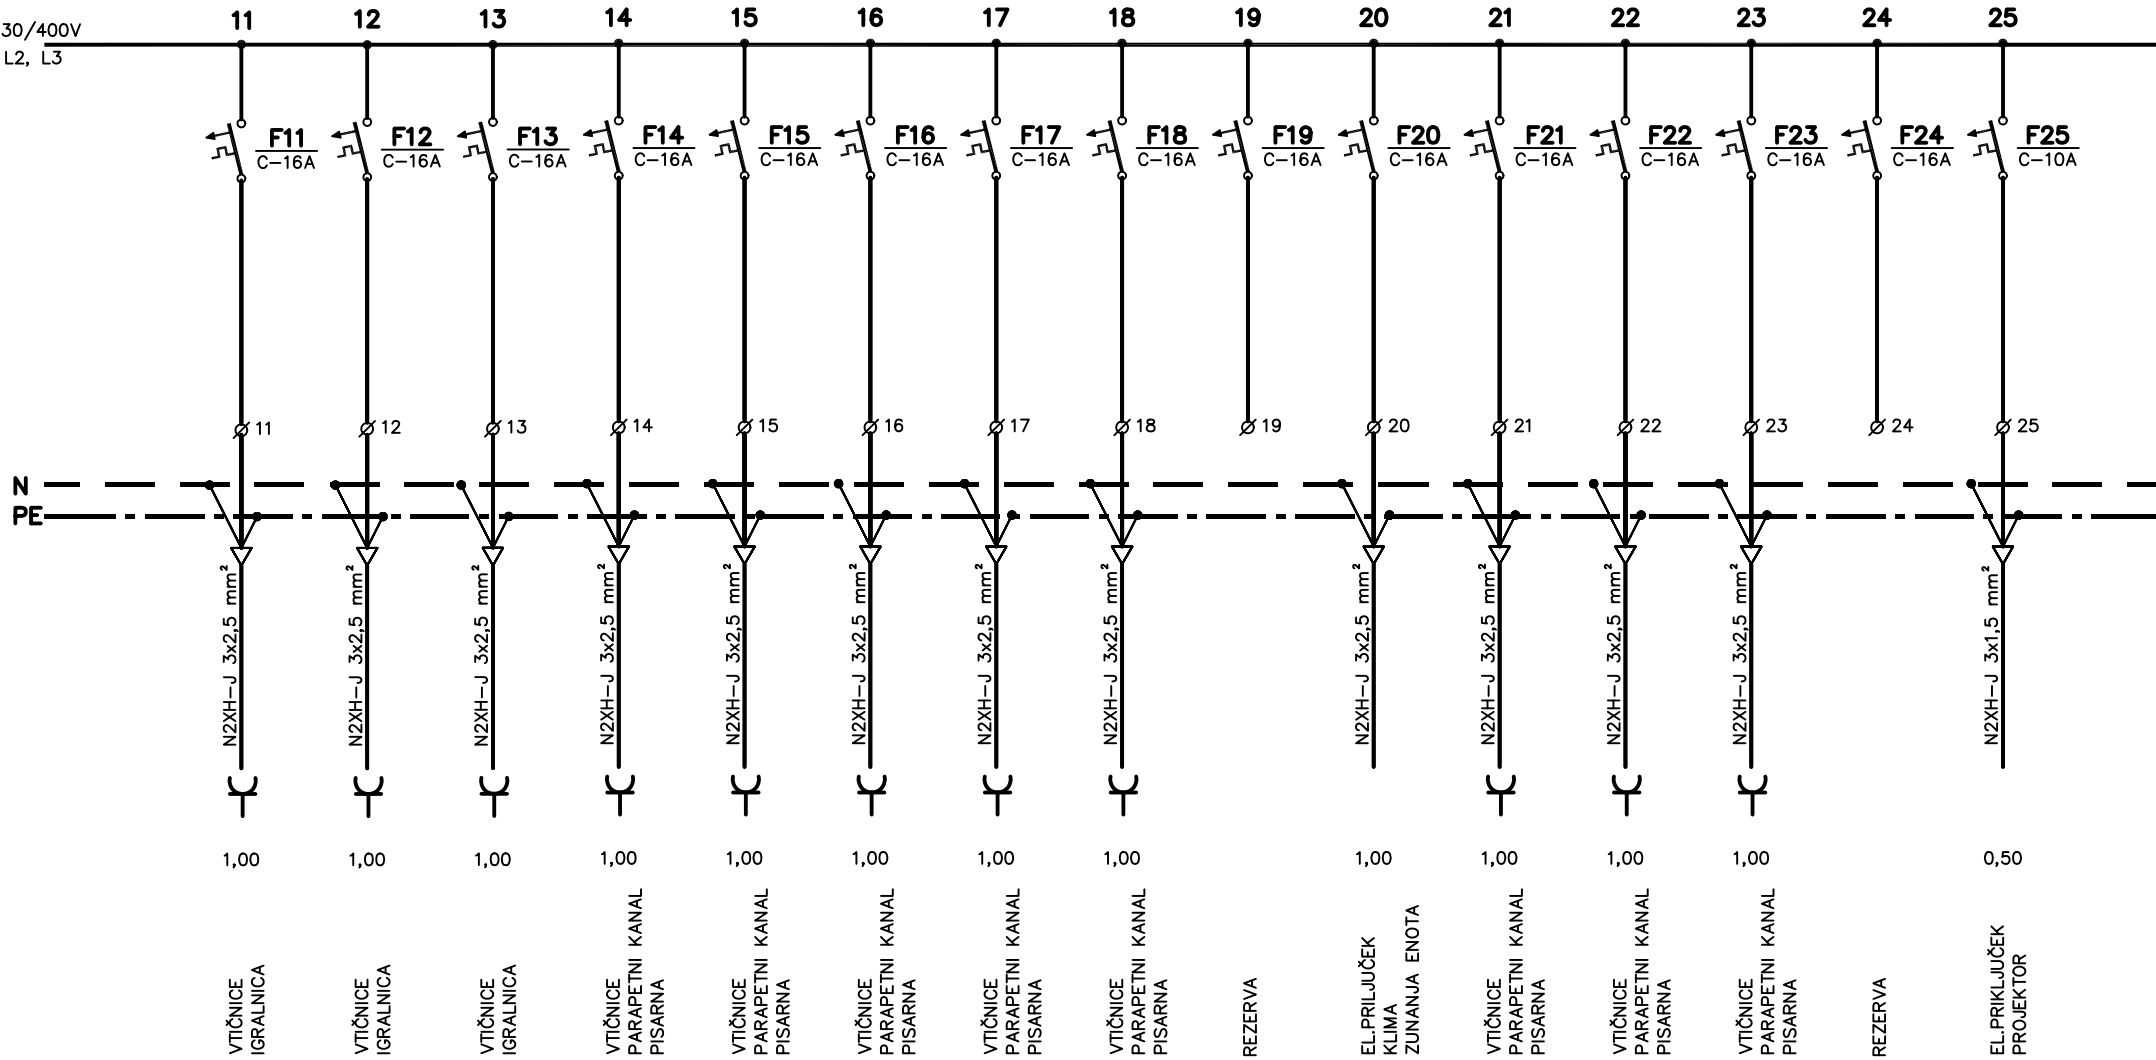 11 12 13 14 15 16 17 18 19 20 21 22 23 24 25
30/400V
L2, L3
F11 F12 F13 F14 F15 F16 F17 F18 F19 F20 F21 F22 F23 F24 F25
C-16A C-16A C-16A C-16A C-16A C-16A C-16A C-16A C-16A C-16A C-16A C-16A C-16A C-16A C-10A
11 12 13 14 15 16 17 18 19 20 21 22 23 24 25
N
PE
N2XH-J 3x2,5 mm²
N2XH-J 3x2,5 mm²
N2XH-J 3x2,5 mm²
N2XH-J 3x2,5 mm²
N2XH-J 3x2,5 mm²
N2XH-J 3x2,5 mm²
N2XH-J 3x2,5 mm²
N2XH-J 3x2,5 mm²
N2XH-J 3x2,5 mm²
N2XH-J 3x2,5 mm²
N2XH-J 3x2,5 mm²
N2XH-J 3x2,5 mm²
N2XH-J 3x1,5 mm²
1,00 1,00 1,00 1,00 1,00 1,00 1,00 1,00 1,00 1,00 1,00 1,00 0,50
VTIČNICE
IGRALNICA
VTIČNICE
IGRALNICA
VTIČNICE
IGRALNICA
VTIČNICE
PARAPETNI KANAL
PISARNA
VTIČNICE
PARAPETNI KANAL
PISARNA
VTIČNICE
PARAPETNI KANAL
PISARNA
VTIČNICE
PARAPETNI KANAL
PISARNA
VTIČNICE
PARAPETNI KANAL
PISARNA
REZERVA
EL.PRILJUČEK
KLIMA
ZUNANJA ENOTA
VTIČNICE
PARAPETNI KANAL
PISARNA
VTIČNICE
PARAPETNI KANAL
PISARNA
VTIČNICE
PARAPETNI KANAL
PISARNA
REZERVA
EL.PRIKLJUČEK
PROJEKTOR